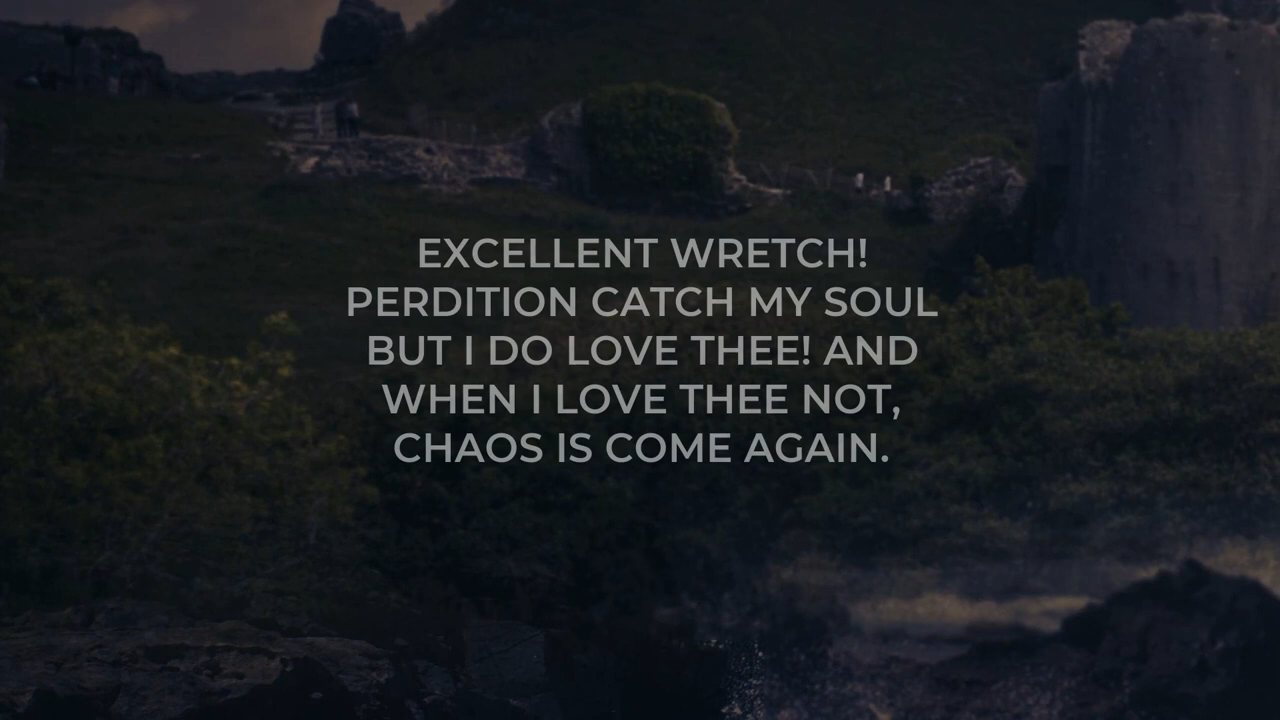 EXCELLENT WRETCH!
PERDITION CATCH MY SOUL
BUT I DO LOVE THEE! AND
WHEN I LOVE THEE NOT,
CHAOS IS COME AGAIN.